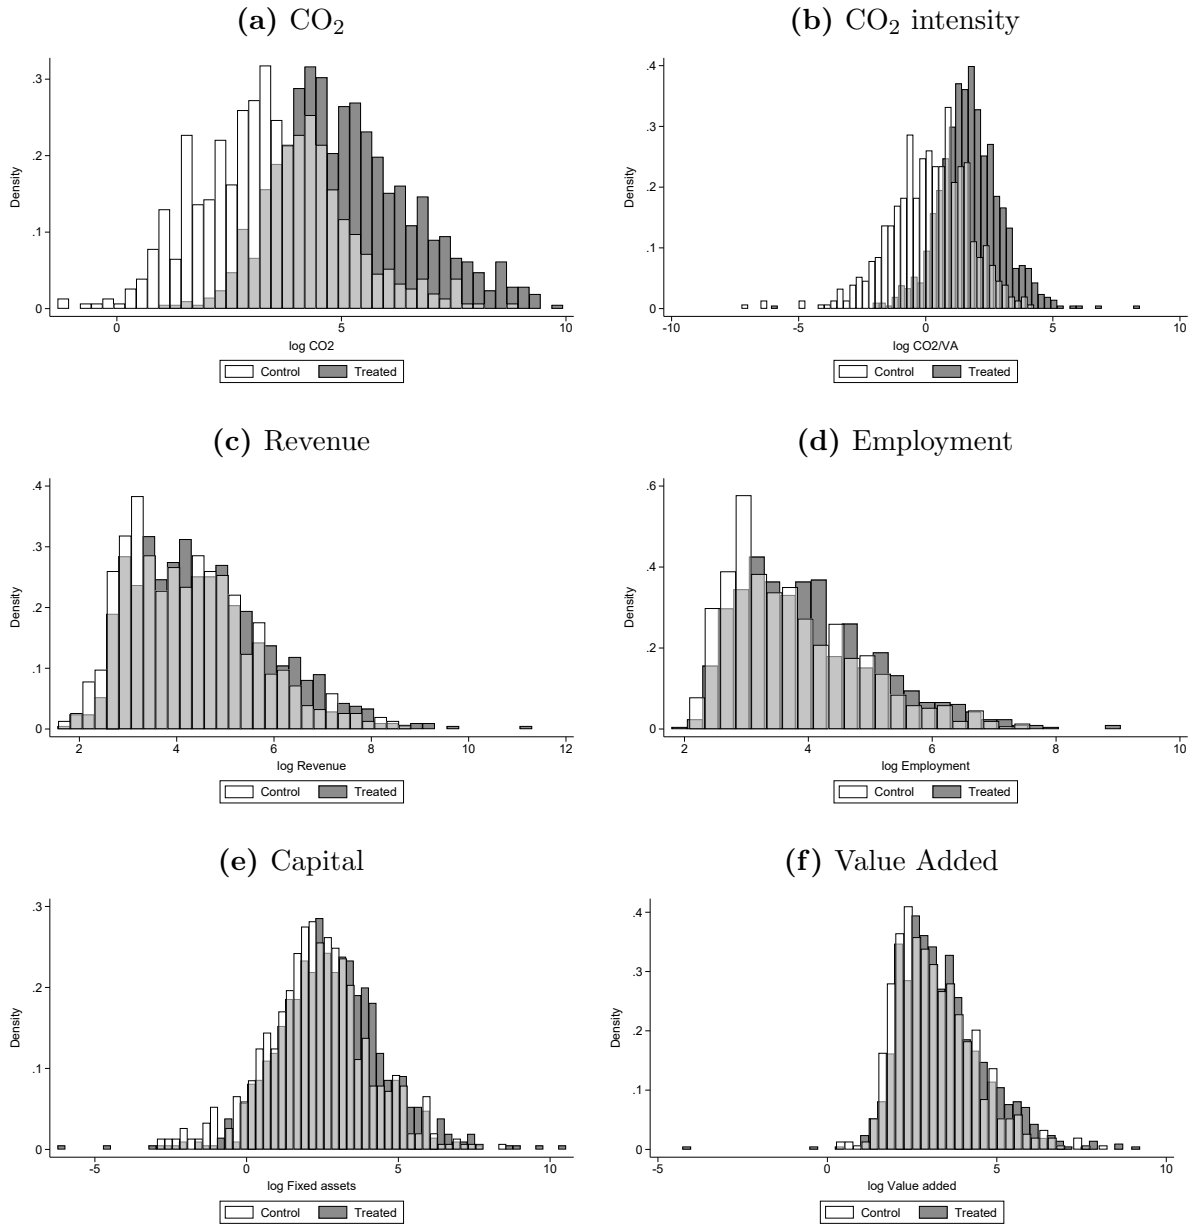 (a) CO₂
.3
.2
.1
0
Density
0 5 10
log CO2
Control Treated
(b) CO₂ intensity
.4
.3
.2
.1
0
Density
-10 -5 0 5 10
log CO2/VA
Control Treated
(c) Revenue
.4
.3
.2
.1
0
Density
2 4 6 8 10 12
log Revenue
Control Treated
(d) Employment
.6
.4
.2
0
Density
2 4 6 8 10
log Employment
Control Treated
(e) Capital
.3
.2
.1
0
Density
-5 0 5 10
log Fixed assets
Control Treated
(f) Value Added
.4
.3
.2
.1
0
Density
-5 0 5 10
log Value added
Control Treated